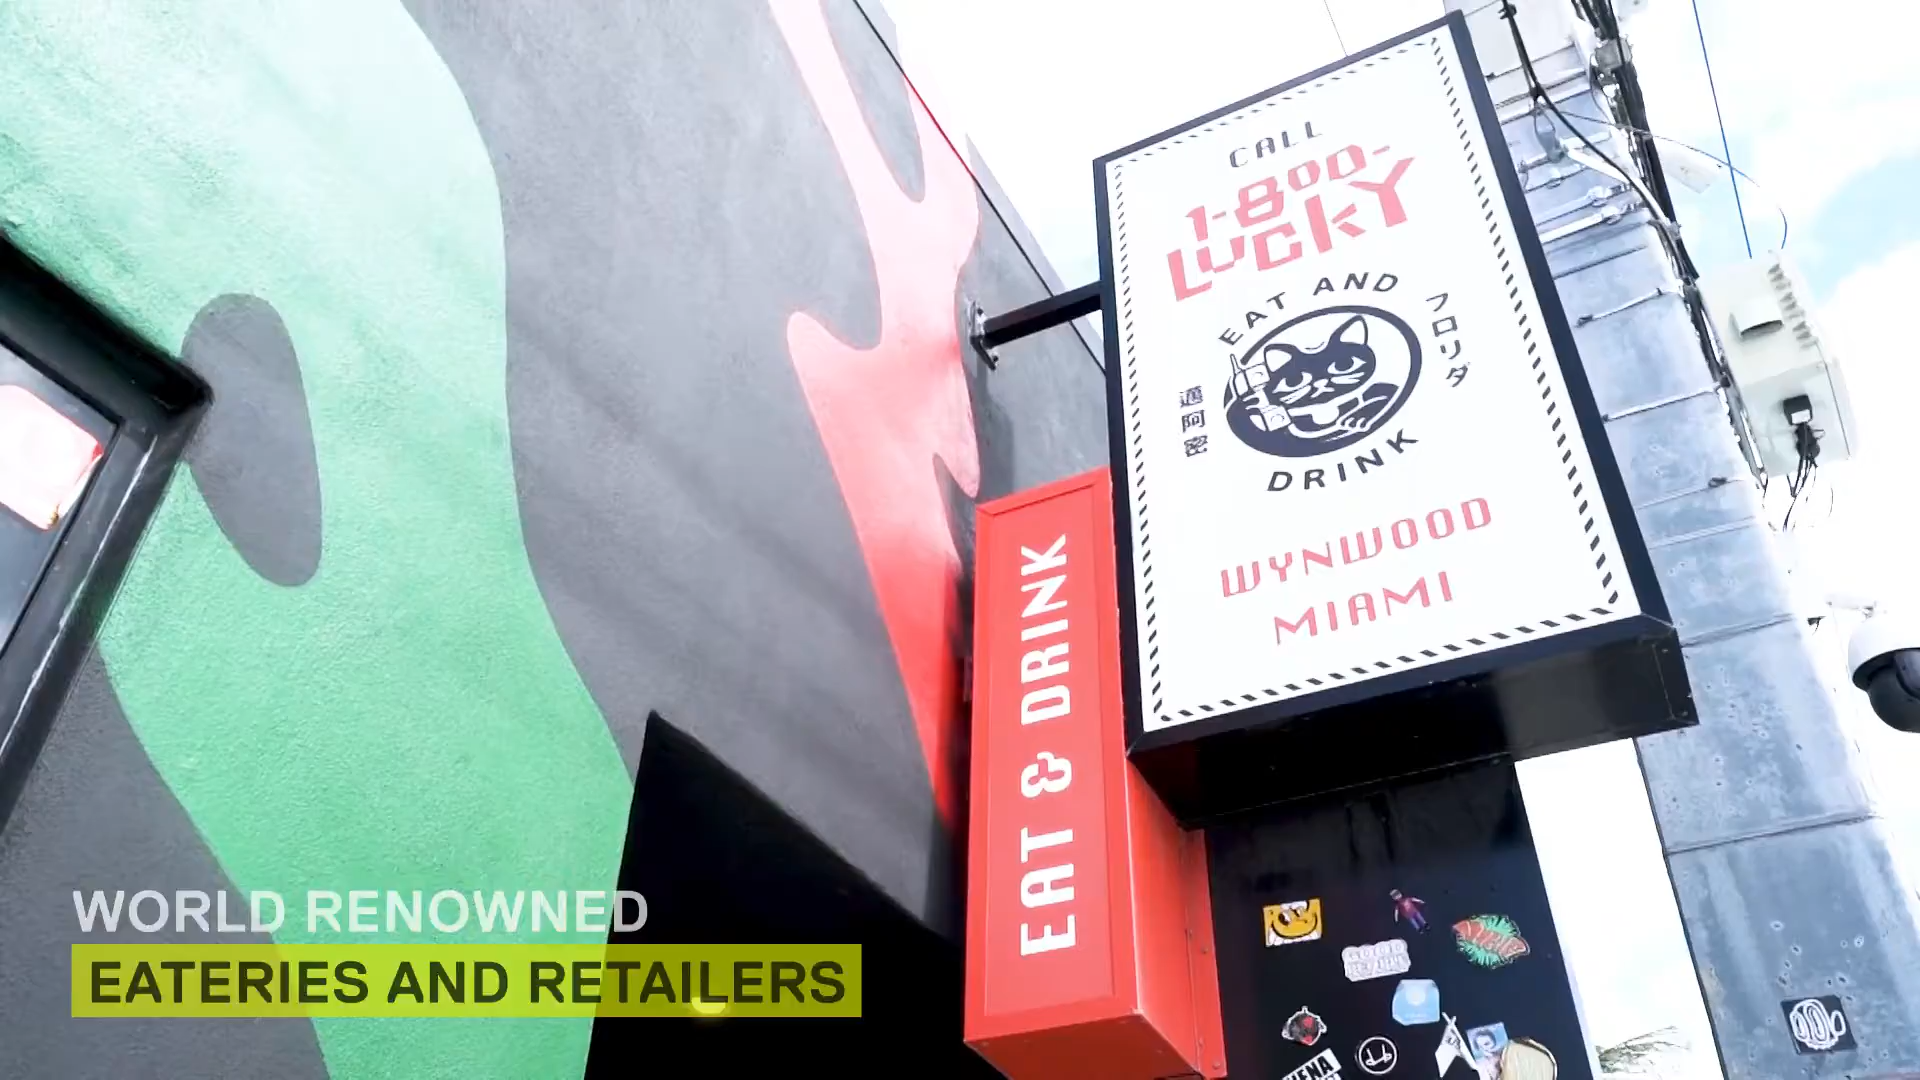 CALL
1-800-
LUCKY
EAT AND
DRINK
フロリダ
邁阿密
WYNWOOD
MIAMI
EAT & DRINK
WORLD RENOWNED
EATERIES AND RETAILERS